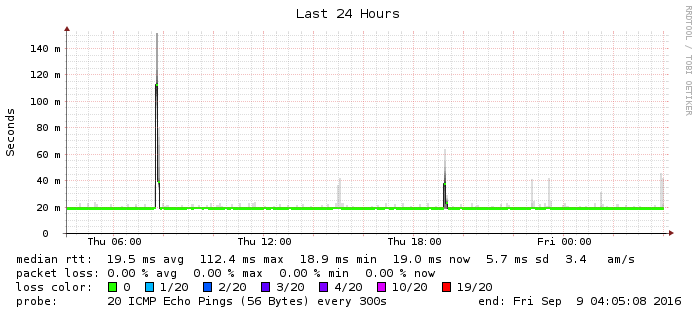 Last 24 Hours
RRDTOOL / TOBI OETIKER
Seconds
140 m
120 m
100 m
80 m
60 m
40 m
20 m
0
Thu 06:00 Thu 12:00 Thu 18:00 Fri 00:00
median rtt: 19.5 ms avg 112.4 ms max 18.9 ms min 19.0 ms now 5.7 ms sd 3.4 am/s
packet loss: 0.00 % avg 0.00 % max 0.00 % min 0.00 % now
loss color: 0 1/20 2/20 3/20 4/20 10/20 19/20
probe: 20 ICMP Echo Pings (56 Bytes) every 300s end: Fri Sep 9 04:05:08 2016